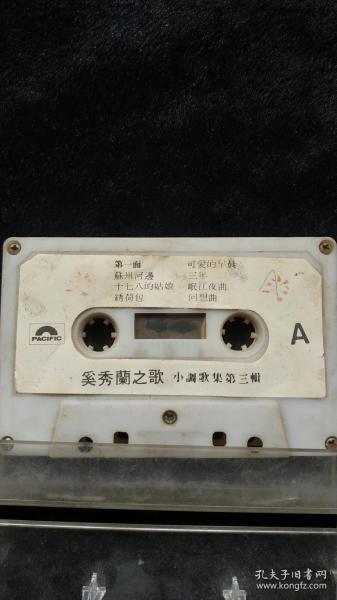 第一面 可愛的早晨
蘇州河邊 三年
十七八的姑娘 岷江夜曲
綉荷包 回想曲
PACIFIC
A
奚秀蘭之歌 小調歌集第三輯
孔夫子旧书网
www.kongfz.com